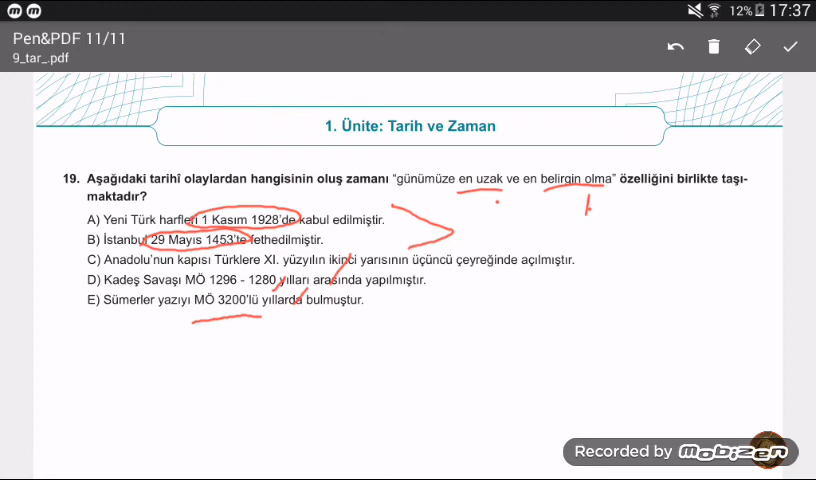 12% 17:37
Pen&PDF 11/11
9_tar_.pdf
1. Ünite: Tarih ve Zaman
19. Aşağıdaki tarihî olaylardan hangisinin oluş zamanı “günümüze en uzak ve en belirgin olma” özelliğini birlikte taşı-
maktadır?
A) Yeni Türk harfleri 1 Kasım 1928’de kabul edilmiştir.
B) İstanbul 29 Mayıs 1453’te fethedilmiştir.
C) Anadolu’nun kapısı Türklere XI. yüzyılın ikinci yarısının üçüncü çeyreğinde açılmıştır.
D) Kadeş Savaşı MÖ 1296 - 1280 yılları arasında yapılmıştır.
E) Sümerler yazıyı MÖ 3200’lü yıllarda bulmuştur.
Recorded by Mobizen